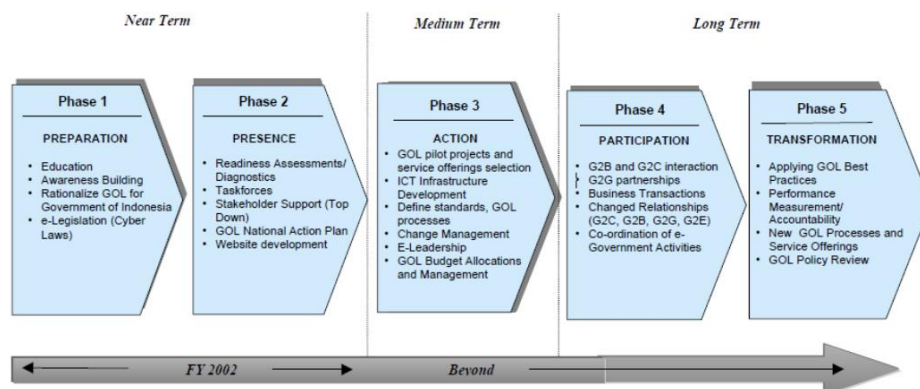 Near Term
Medium Term
Long Term
Phase 1
PREPARATION
• Education
• Awareness Building
• Rationalize GOL for
Government of Indonesia
• e-Legislation (Cyber
Laws)
Phase 2
PRESENCE
• Readiness Assessments/
Diagnostics
• Taskforces
• Stakeholder Support (Top
Down)
• GOL National Action Plan
• Website development
Phase 3
ACTION
• GOL pilot projects and
service offerings selection
• ICT Infrastructure
Development
• Define standards, GOL
processes
• Change Management
• E-Leadership
• GOL Budget Allocations
and Management
Phase 4
PARTICIPATION
• G2B and G2C interaction
• G2G partnerships
• Business Transactions
• Changed Relationships
(G2C, G2B, G2G, G2E)
• Co-ordination of e-
Government Activities
Phase 5
TRANSFORMATION
• Applying GOL Best
Practices
• Performance
Measurement/
Accountability
• New GOL Processes and
Service Offerings
• GOL Policy Review
FY 2002
Beyond